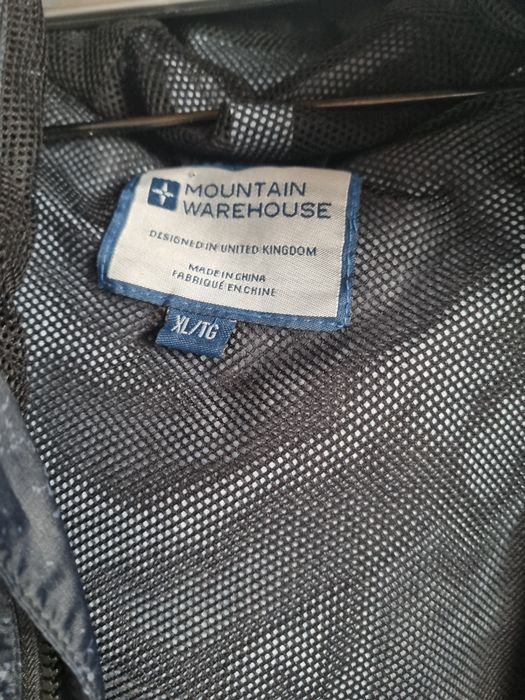 MOUNTAIN
WAREHOUSE
DESIGNED IN UNITED KINGDOM
MADE IN CHINA
FABRIQUÉ EN CHINE
XL/TG